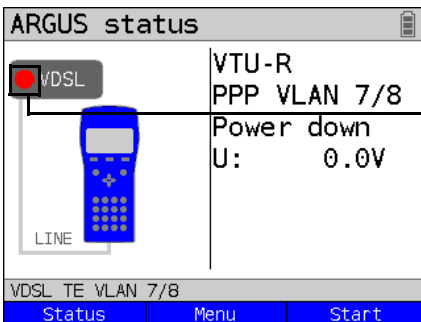 ARGUS status
VDSL
VTU-R
PPP VLAN 7/8
Power down
U: 0.0V
LINE
VDSL TE VLAN 7/8
Status Menu Start